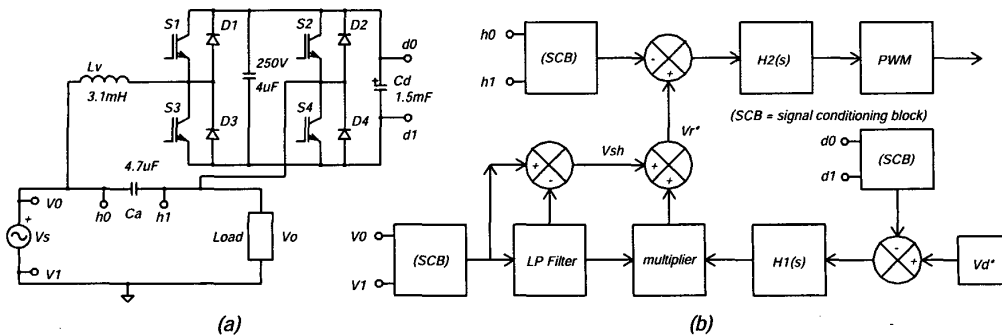 S1
D1
S2
D2
d0
250V
4uF
Cd
1.5mF
Lv
3.1mH
S3
D3
S4
D4
d1
4.7uF
V0
h0
Ca
h1
+
Vs
Load
Vo
V1
(a)
h0
h1
(SCB)
-
+
H2(s)
PWM
(SCB = signal conditioning block)
Vr*
d0
d1
(SCB)
+
-
Vsh
+
+
V0
V1
(SCB)
LP Filter
multiplier
H1(s)
-
+
Vd*
(b)